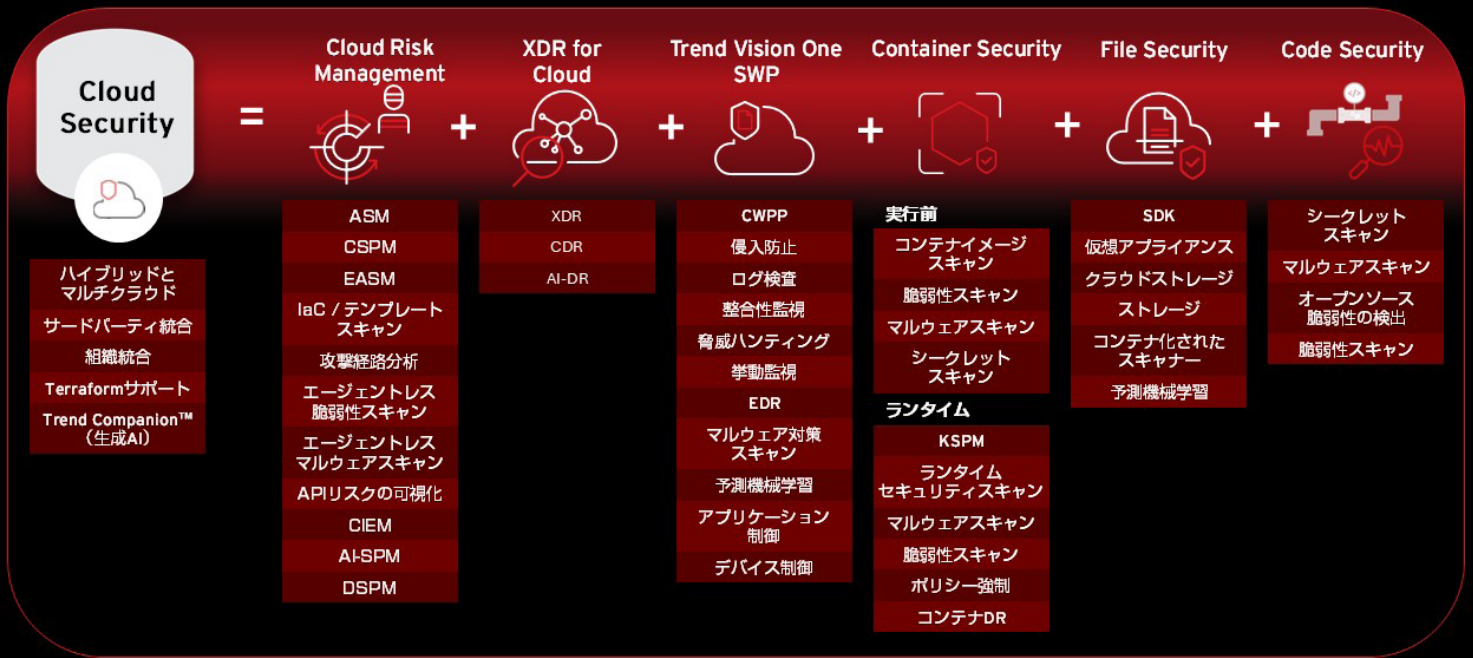 Cloud
Security
=
ハイブリッドと
マルチクラウド
サードパーティ統合
組織統合
Terraformサポート
Trend Companion™
（生成AI）
Cloud Risk
Management
ASM
CSPM
EASM
IaC / テンプレート
スキャン
攻撃経路分析
エージェントレス
脆弱性スキャン
エージェントレス
マルウェアスキャン
APIリスクの可視化
CIEM
AI-SPM
DSPM
+
XDR for
Cloud
XDR
CDR
AI-DR
+
Trend Vision One
SWP
CWPP
侵入防止
ログ検査
整合性監視
脅威ハンティング
挙動監視
EDR
マルウェア対策
スキャン
予測機械学習
アプリケーション
制御
デバイス制御
+
Container Security
実行前
コンテナイメージ
スキャン
脆弱性スキャン
マルウェアスキャン
シークレット
スキャン
ランタイム
KSPM
ランタイム
セキュリティスキャン
マルウェアスキャン
脆弱性スキャン
ポリシー強制
コンテナDR
+
File Security
SDK
仮想アプライアンス
クラウドストレージ
ストレージ
コンテナ化された
スキャナー
予測機械学習
+
Code Security
</>
シークレット
スキャン
マルウェアスキャン
オープンソース
脆弱性の検出
脆弱性スキャン